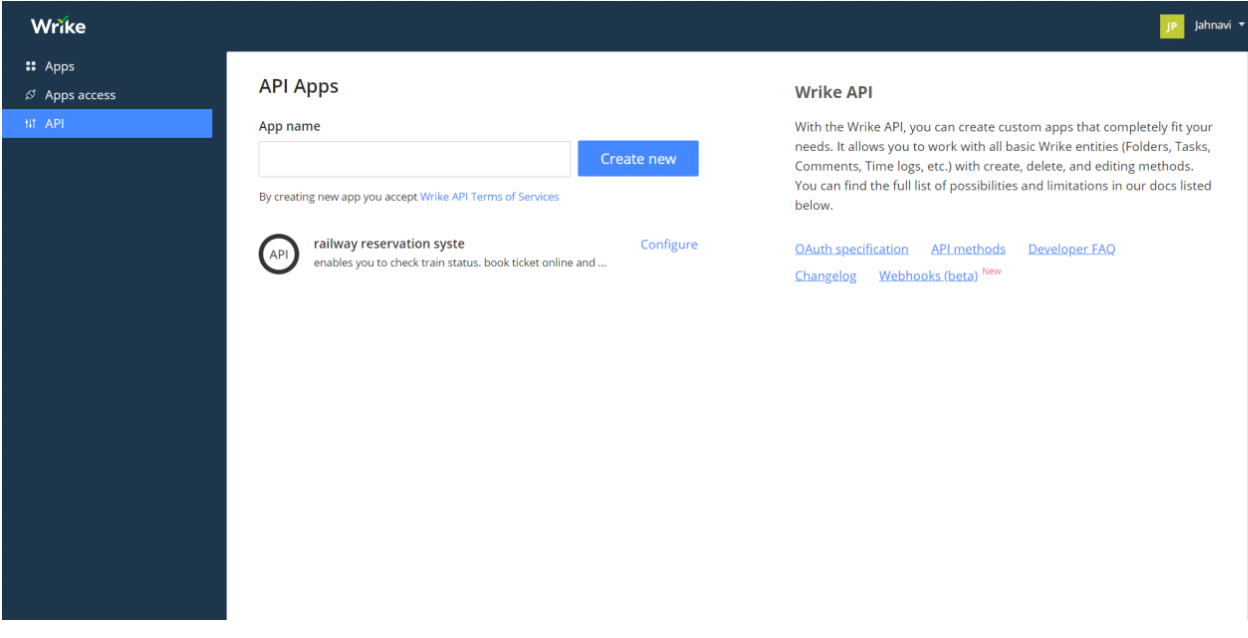 Wrike
JP
Jahnavi
Apps
Apps access
API
API Apps
App name
Create new
By creating new app you accept Wrike API Terms of Services
API
railway reservation syste
Configure
enables you to check train status. book ticket online and ...
Wrike API
With the Wrike API, you can create custom apps that completely fit your
needs. It allows you to work with all basic Wrike entities (Folders, Tasks,
Comments, Time logs, etc.) with create, delete, and editing methods.
You can find the full list of possibilities and limitations in our docs listed
below.
OAuth specification API methods Developer FAQ
Changelog Webhooks (beta) New